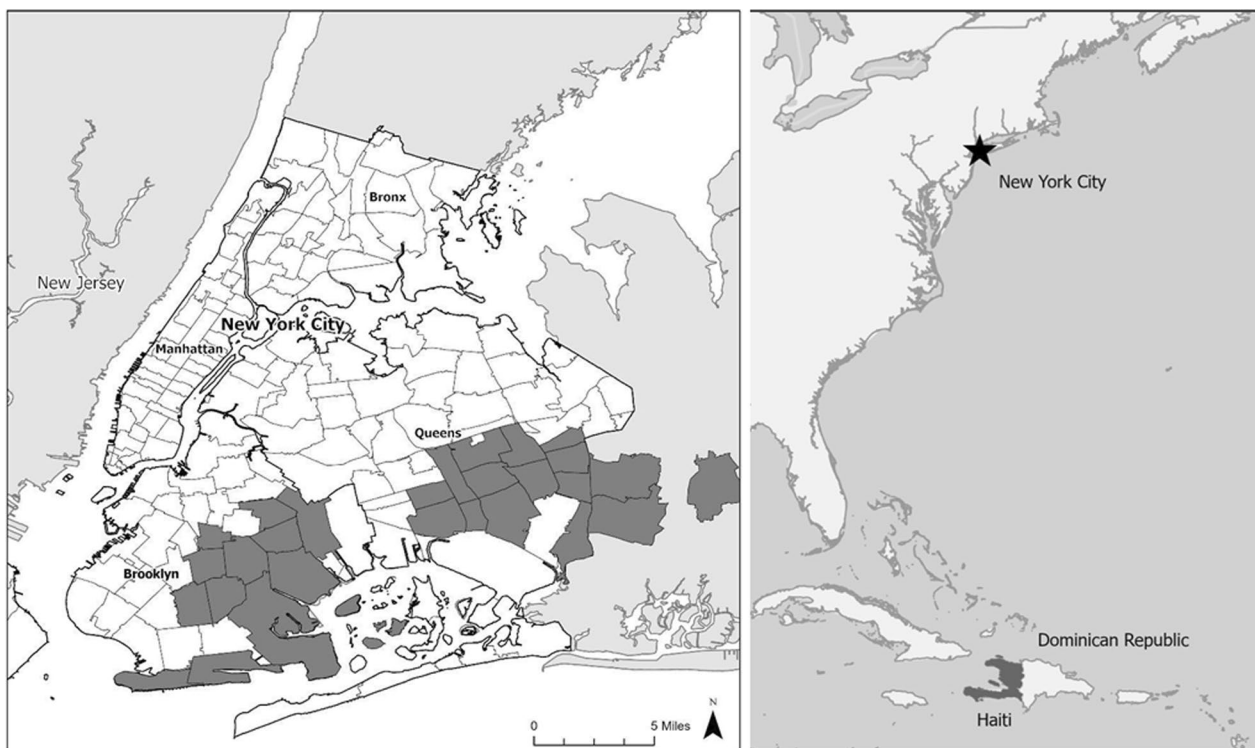 Bronx
New Jersey
New York City
Manhattan
Queens
Brooklyn
N
0 5 Miles
New York City
Dominican Republic
Haiti